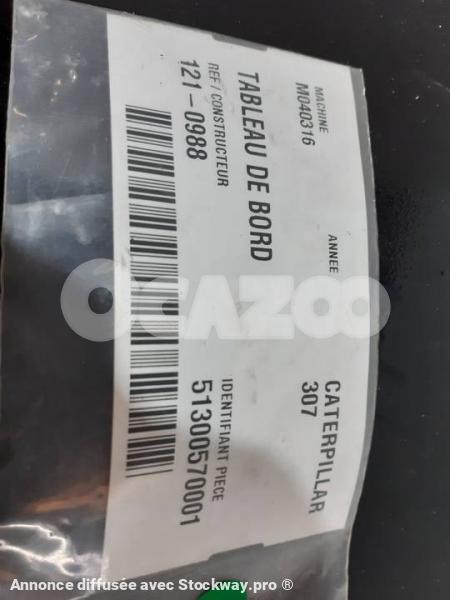 MACHINE
M040316
ANNEE
CATERPILLAR
307
TABLEAU DE BORD
REF/CONSTRUCTEUR
121-0988
IDENTIFIANT PIECE
51300570001
OCAZOO
Annonce diffusée avec Stockway.pro ®